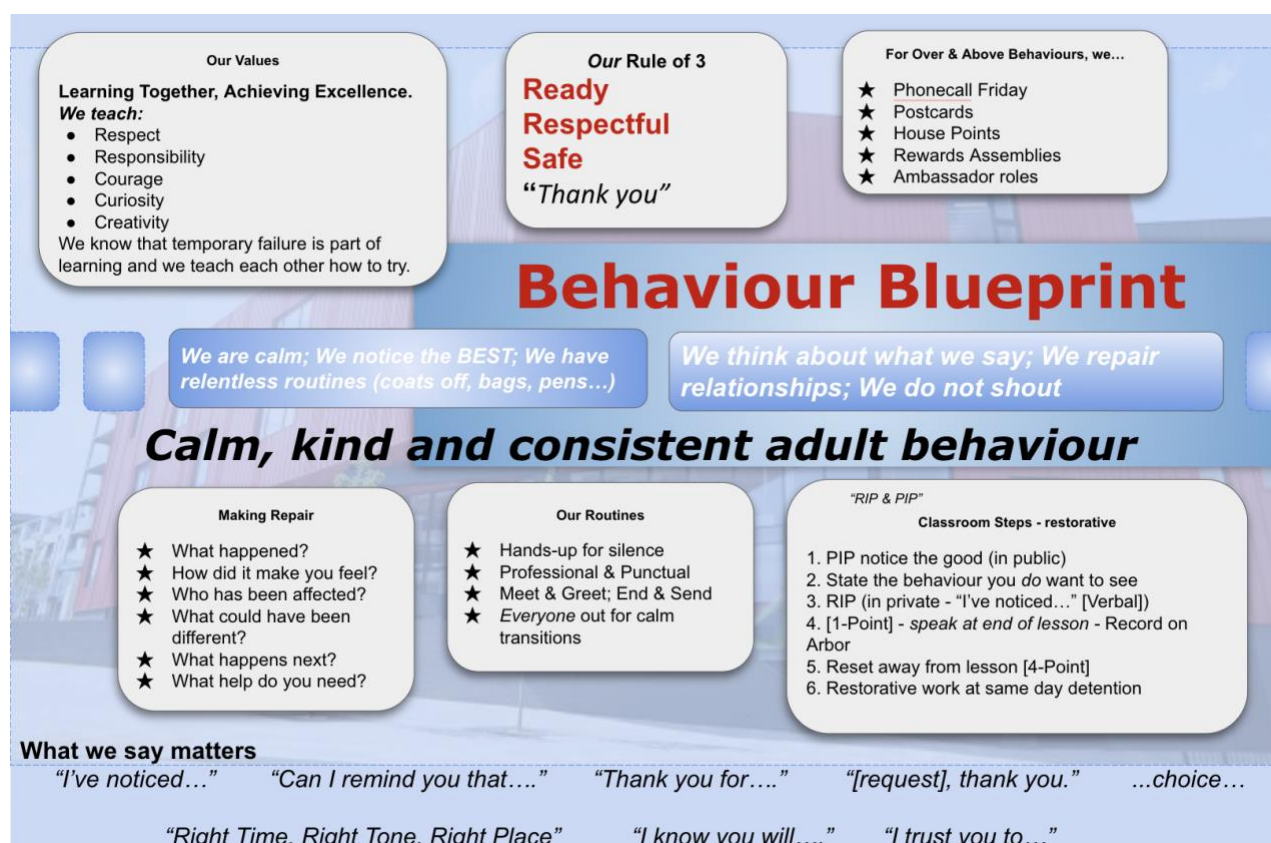 Our Values
Learning Together, Achieving Excellence.
We teach:
● Respect
● Responsibility
● Courage
● Curiosity
● Creativity
We know that temporary failure is part of
learning and we teach each other how to try.
Our Rule of 3
Ready
Respectful
Safe
“Thank you”
For Over & Above Behaviours, we…
★ Phonecall Friday
★ Postcards
★ House Points
★ Rewards Assemblies
★ Ambassador roles
Behaviour Blueprint
We are calm; We notice the BEST; We have
relentless routines (coats off, bags, pens…)
We think about what we say; We repair
relationships; We do not shout
Calm, kind and consistent adult behaviour
Making Repair
★ What happened?
★ How did it make you feel?
★ Who has been affected?
★ What could have been
different?
★ What happens next?
★ What help do you need?
Our Routines
★ Hands-up for silence
★ Professional & Punctual
★ Meet & Greet; End & Send
★ Everyone out for calm
transitions
“RIP & PIP”
Classroom Steps - restorative
1. PIP notice the good (in public)
2. State the behaviour you do want to see
3. RIP (in private - “I’ve noticed…” [Verbal])
4. [1-Point] - speak at end of lesson - Record on
Arbor
5. Reset away from lesson [4-Point]
6. Restorative work at same day detention
What we say matters
“I’ve noticed…” “Can I remind you that….” “Thank you for….” “[request], thank you.” ...choice…
“Right Time, Right Tone, Right Place” “I know you will….” “I trust you to…”